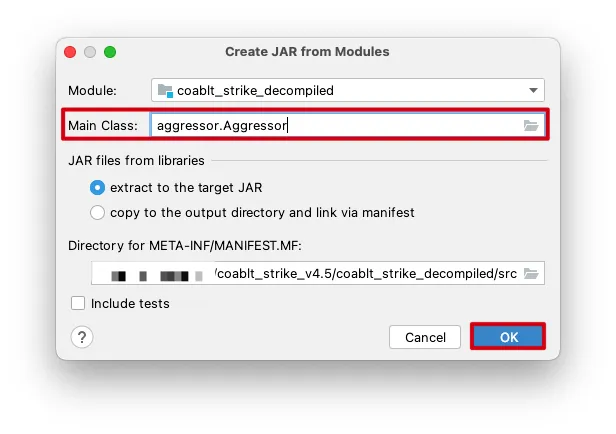 Create JAR from Modules
Module: coablt_strike_decompiled
Main Class: aggressor.Aggressor
JAR files from libraries
extract to the target JAR
copy to the output directory and link via manifest
Directory for META-INF/MANIFEST.MF:
/coablt_strike_v4.5/coablt_strike_decompiled/src
Include tests
? Cancel OK